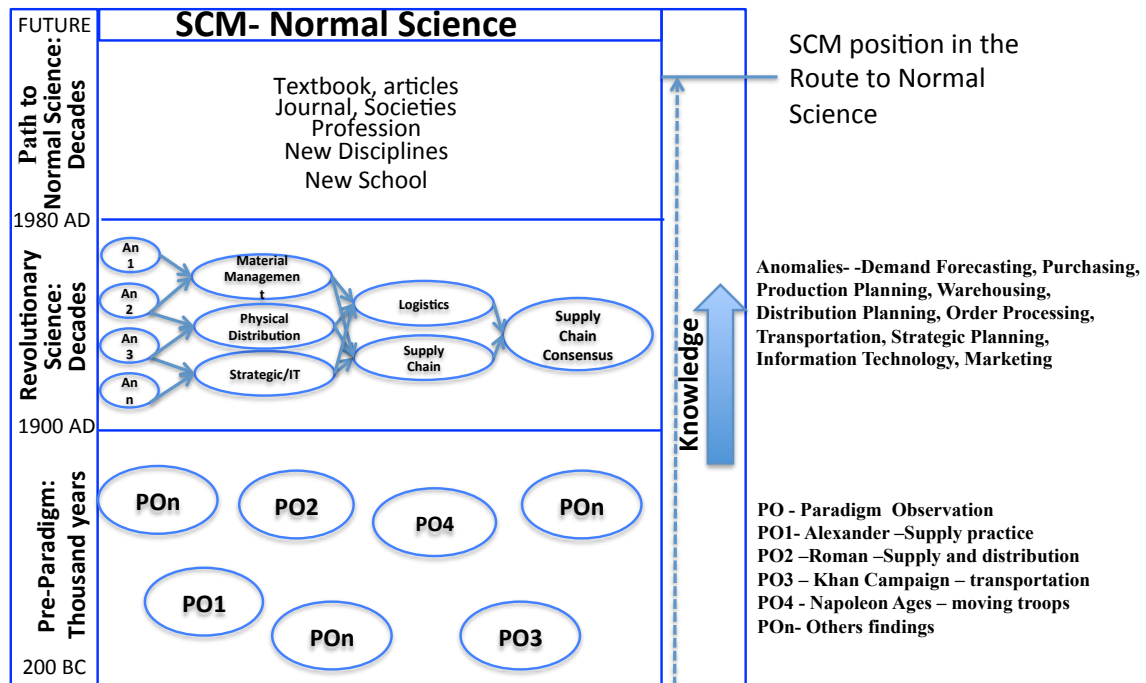 FUTURE
SCM- Normal Science
Path to
Normal Science:
Decades
Textbook, articles
Journal, Societies
Profession
New Disciplines
New School
SCM position in the
Route to Normal
Science
1980 AD
Revolutionary
Science:
Decades
An
1
An
2
An
3
An
n
Material
Managemen
t
Physical
Distribution
Strategic/IT
Logistics
Supply
Chain
Supply
Chain
Consensus
Knowledge
Anomalies- -Demand Forecasting, Purchasing,
Production Planning, Warehousing,
Distribution Planning, Order Processing,
Transportation, Strategic Planning,
Information Technology, Marketing
1900 AD
Pre-Paradigm:
Thousand years
POn
PO2
PO4
POn
PO1
POn
PO3
PO - Paradigm Observation
PO1- Alexander –Supply practice
PO2 –Roman –Supply and distribution
PO3 – Khan Campaign – transportation
PO4 - Napoleon Ages – moving troops
POn- Others findings
200 BC